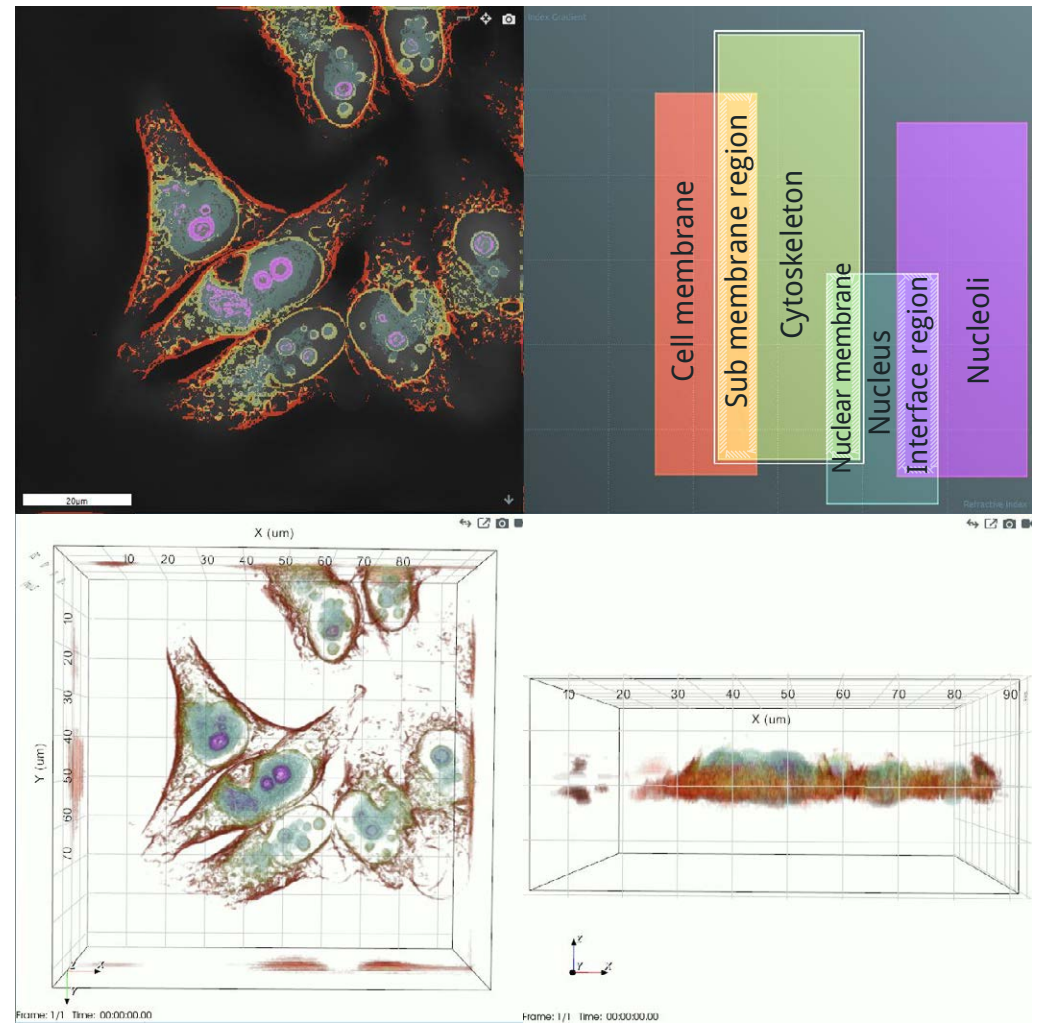 20µm
Index Gradient
Cell membrane
Sub membrane region
Cytoskeleton
Nuclear membrane
Nucleus
Interface region
Nucleoli
Refractive Index
X (um)
10 20 30 40 50 60 70 80
10
20
30
40
50
60
70
Y (um)
Z
X
Y
Frame: 1/1 Time: 00:00:00.00
10 20 30 40 50 60 70 80 90
X (um)
Z
Y
X
Frame: 1/1 Time: 00:00:00.00